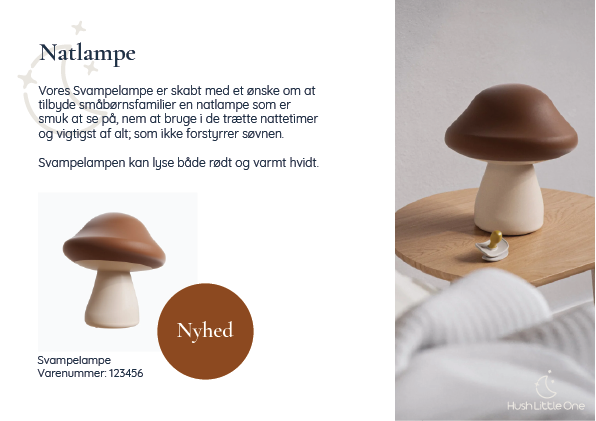 Natlampe
Vores Svampelampe er skabt med et ønske om at
tilbyde småbørnsfamilier en natlampe som er
smuk at se på, nem at bruge i de trætte nattetimer
og vigtigst af alt; som ikke forstyrrer søvnen.
Svampelampen kan lyse både rødt og varmt hvidt.
Nyhed
Svampelampe
Varenummer: 123456
Hush Little One